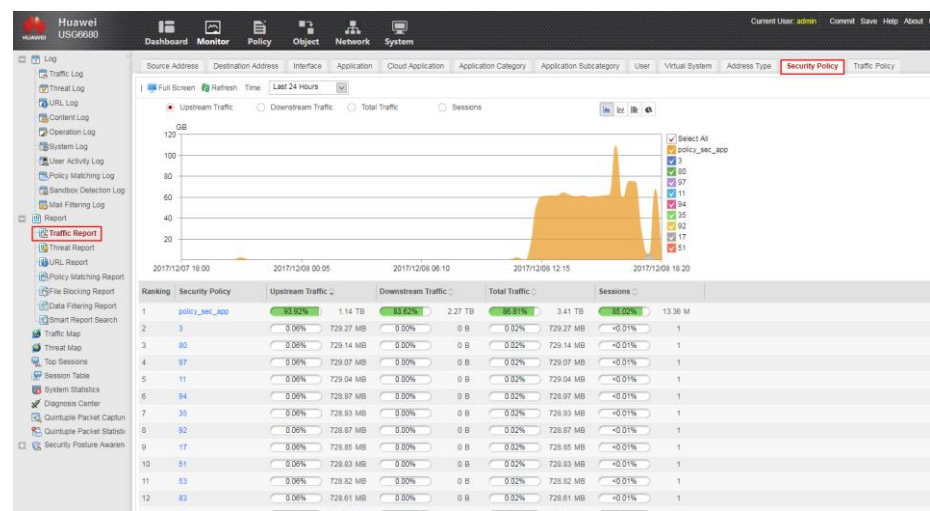 Huawei
USG6680
HUAWEI
Dashboard Monitor Policy Object Network System
Current User: admin Commit Save Help About
Log
Traffic Log
Threat Log
URL Log
Content Log
Operation Log
System Log
User Activity Log
Policy Matching Log
Sandbox Detection Log
Mail Filtering Log
Report
Traffic Report
Threat Report
URL Report
Policy Matching Report
File Blocking Report
Data Filtering Report
Smart Report Search
Traffic Map
Threat Map
Top Sessions
Session Table
System Statistics
Diagnosis Center
Quintuple Packet Captur
Quintuple Packet Statisti
Security Posture Awaren
Source Address Destination Address Interface Application Cloud Application Application Category Application Subcategory User Virtual System Address Type Security Policy Traffic Policy
Full Screen Refresh Time Last 24 Hours
Upstream Traffic Downstream Traffic Total Traffic Sessions
GB
120
100
80
60
40
20
2017/12/07 18:00 2017/12/08 00:05 2017/12/08 06:10 2017/12/08 12:15 2017/12/08 18:20
Select All
policy_sec_app
3
80
97
11
94
35
92
17
51
Ranking Security Policy Upstream Traffic Downstream Traffic Total Traffic Sessions
1 policy_sec_app 93.92% 1.14 TB 83.62% 2.27 TB 86.81% 3.41 TB 85.02% 13.36 M
2 3 0.06% 729.27 MB 0.00% 0 B 0.02% 729.27 MB <0.01% 1
3 80 0.06% 729.14 MB 0.00% 0 B 0.02% 729.14 MB <0.01% 1
4 97 0.06% 729.07 MB 0.00% 0 B 0.02% 729.07 MB <0.01% 1
5 11 0.06% 729.04 MB 0.00% 0 B 0.02% 729.04 MB <0.01% 1
6 94 0.06% 728.97 MB 0.00% 0 B 0.02% 728.97 MB <0.01% 1
7 35 0.06% 728.93 MB 0.00% 0 B 0.02% 728.93 MB <0.01% 1
8 92 0.06% 728.87 MB 0.00% 0 B 0.02% 728.87 MB <0.01% 1
9 17 0.06% 728.85 MB 0.00% 0 B 0.02% 728.85 MB <0.01% 1
10 51 0.06% 728.83 MB 0.00% 0 B 0.02% 728.83 MB <0.01% 1
11 53 0.06% 728.82 MB 0.00% 0 B 0.02% 728.82 MB <0.01% 1
12 83 0.06% 728.61 MB 0.00% 0 B 0.02% 728.61 MB <0.01% 1